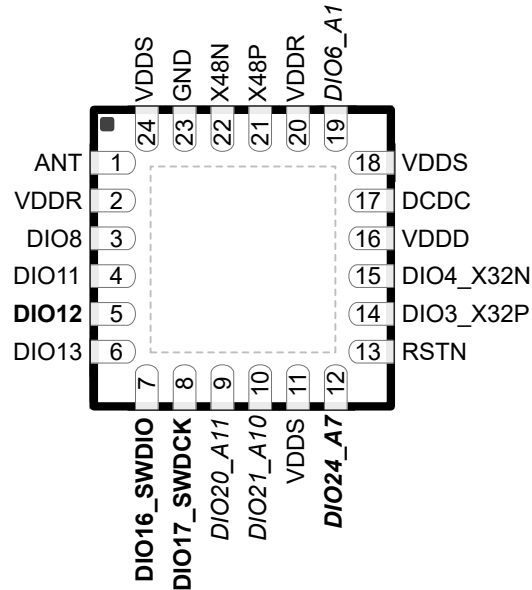 VDDS
GND
X48N
X48P
VDDR
DIO6_A1
24
23
22
21
20
19
ANT 1
18 VDDS
VDDR 2
17 DCDC
DIO8 3
16 VDDD
DIO11 4
15 DIO4_X32N
DIO12 5
14 DIO3_X32P
DIO13 6
13 RSTN
7
8
9
10
11
12
DIO16_SWDIO
DIO17_SWDCK
DIO20_A11
DIO21_A10
VDDS
DIO24_A7